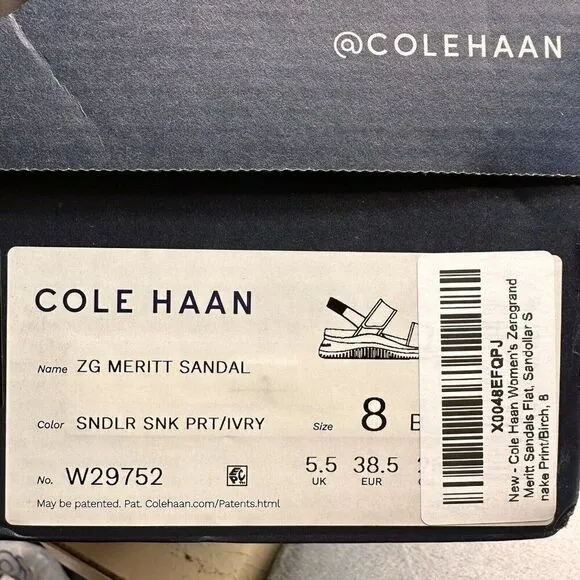 @COLEHAAN
COLE HAAN
Name ZG MERITT SANDAL
Color SNDLR SNK PRT/IVRY
Size 8 B
5.5 38.5
UK EUR
No. W29752
May be patented. Pat. Colehaan.com/Patents.html
X0048EFQPJ
New - Cole Haan Women's Zerogrand
Meritt Sandals Flat, Sandollar S
nake Print/Birch, 8